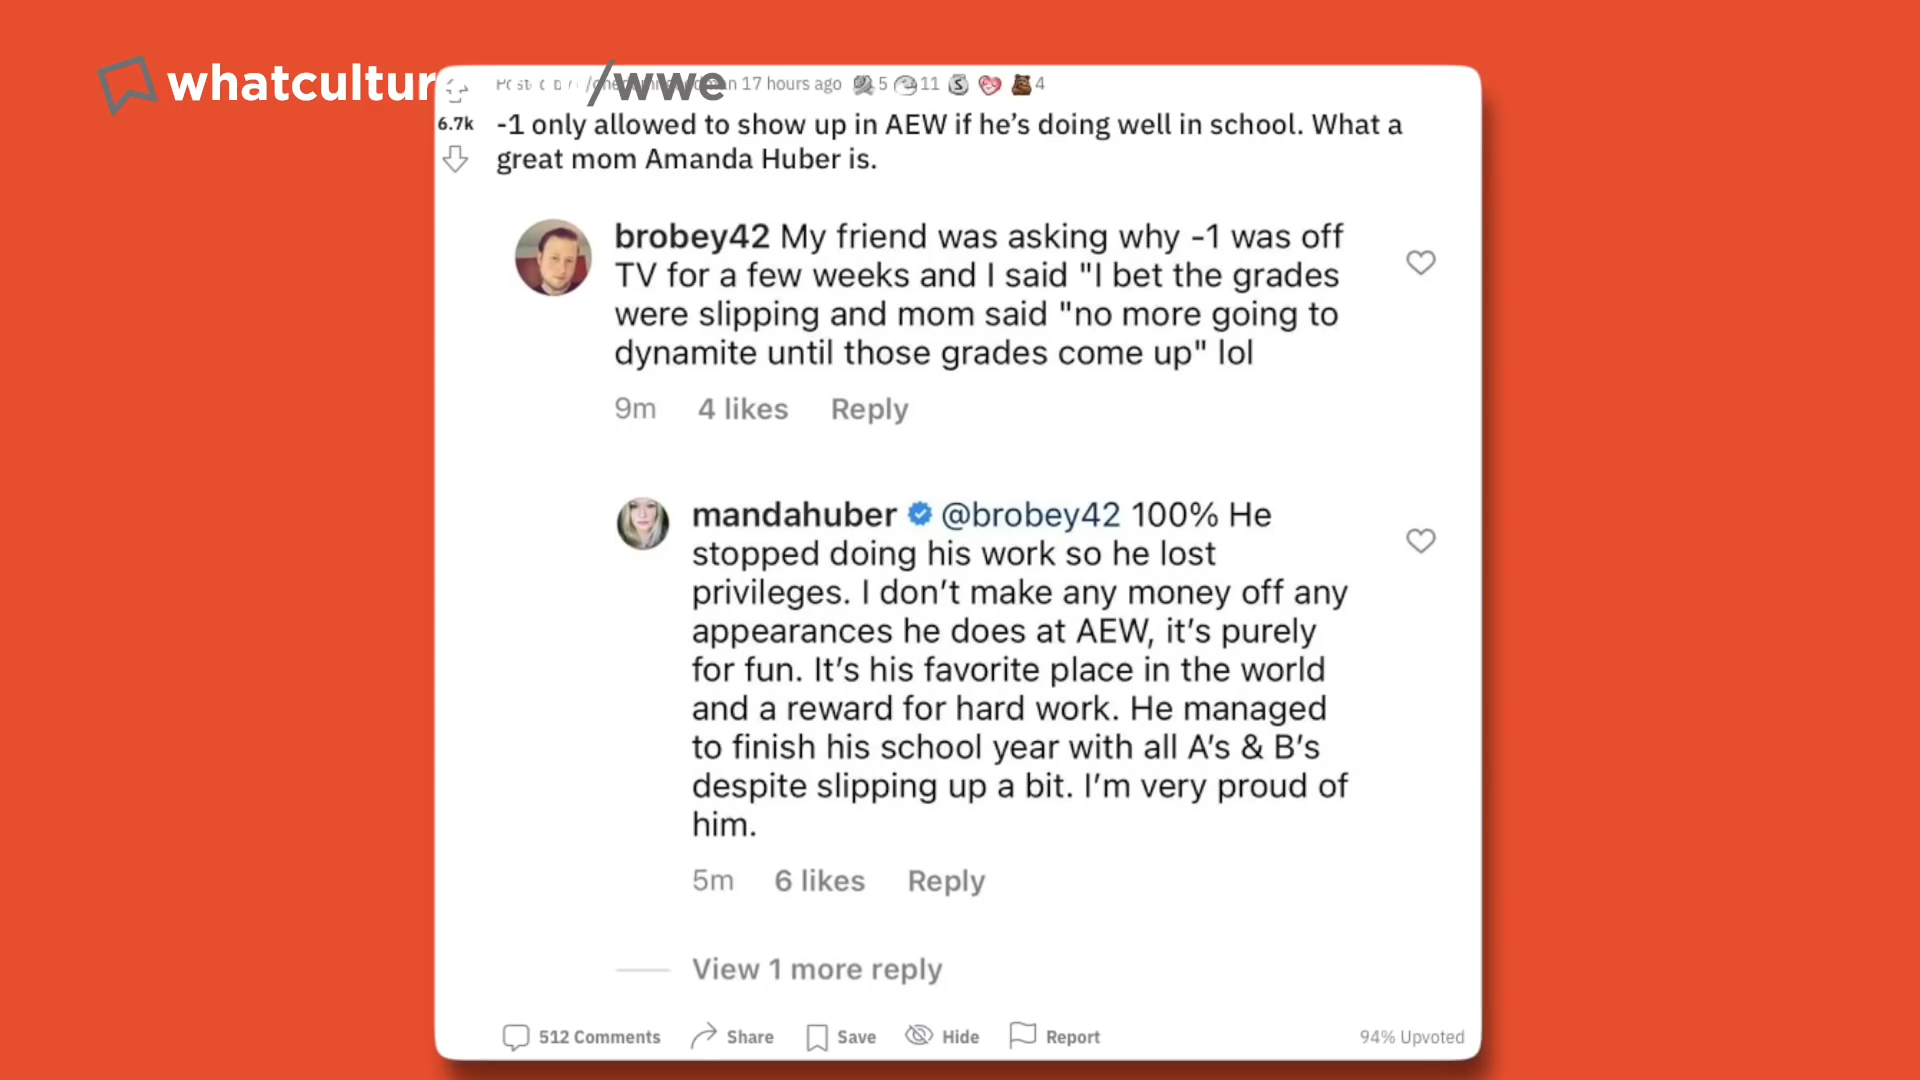 whatcultur /wwe
17 hours ago 5 11 4
6.7k
-1 only allowed to show up in AEW if he’s doing well in school. What a
great mom Amanda Huber is.
brobey42 My friend was asking why -1 was off
TV for a few weeks and I said "I bet the grades
were slipping and mom said "no more going to
dynamite until those grades come up" lol
9m 4 likes Reply
mandahuber @brobey42 100% He
stopped doing his work so he lost
privileges. I don’t make any money off any
appearances he does at AEW, it’s purely
for fun. It’s his favorite place in the world
and a reward for hard work. He managed
to finish his school year with all A’s & B’s
despite slipping up a bit. I’m very proud of
him.
5m 6 likes Reply
View 1 more reply
512 Comments Share Save Hide Report 94% Upvoted